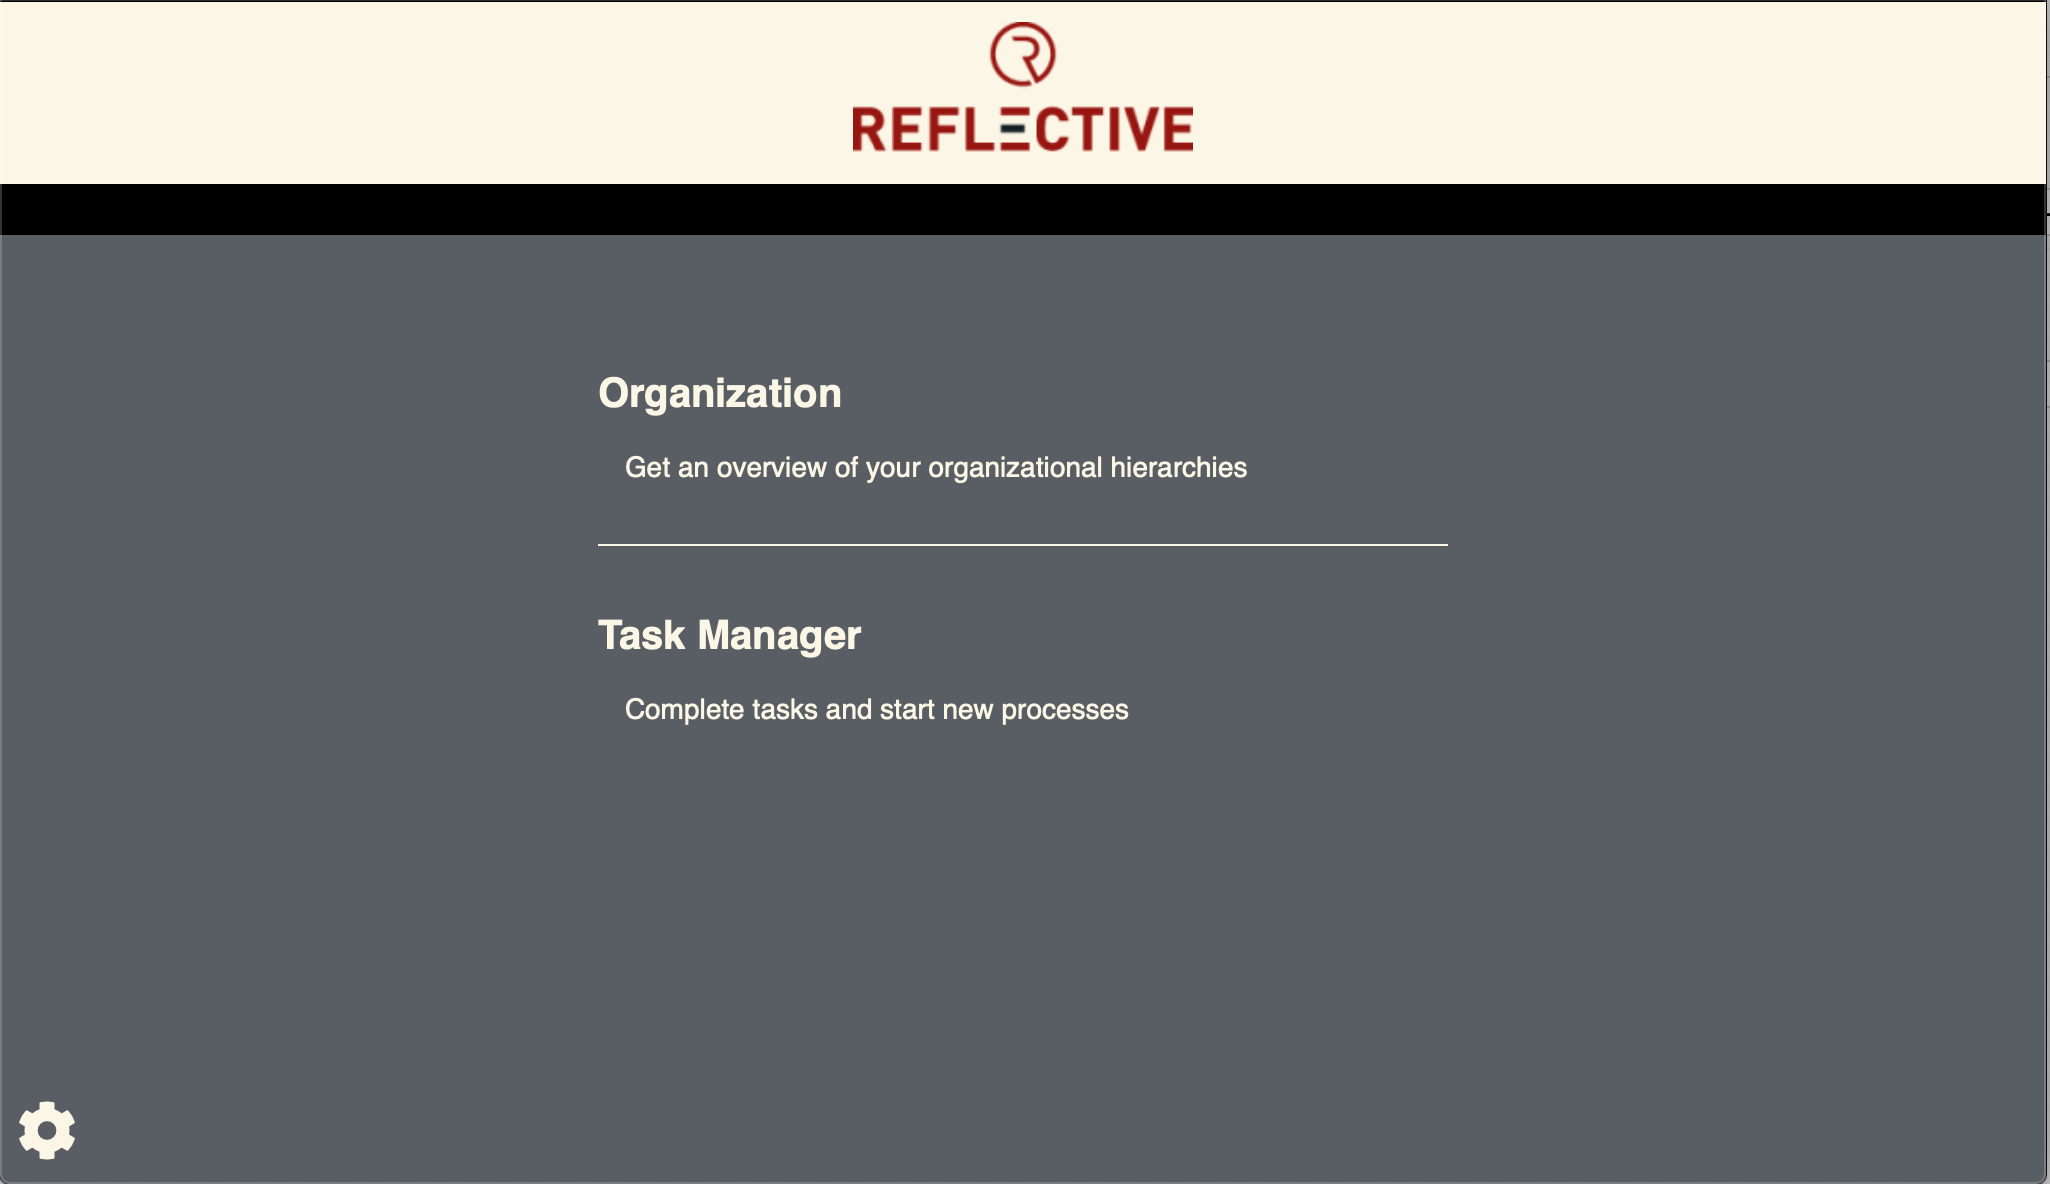 REFLECTIVE
Organization
Get an overview of your organizational hierarchies
Task Manager
Complete tasks and start new processes